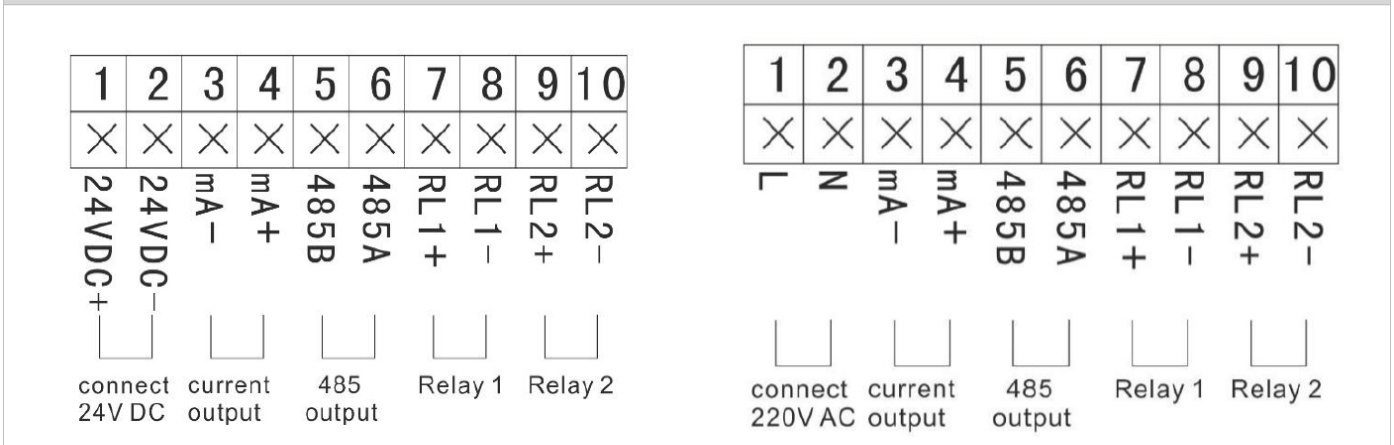 1 2 3 4 5 6 7 8 9 10
24VDC+ 24VDC- mA- mA+ 485B 485A RL1+ RL1- RL2+ RL2-
connect 24V DC
current output
485 output
Relay 1
Relay 2
1 2 3 4 5 6 7 8 9 10
L N mA- mA+ 485B 485A RL1+ RL1- RL2+ RL2-
connect 220V AC
current output
485 output
Relay 1
Relay 2